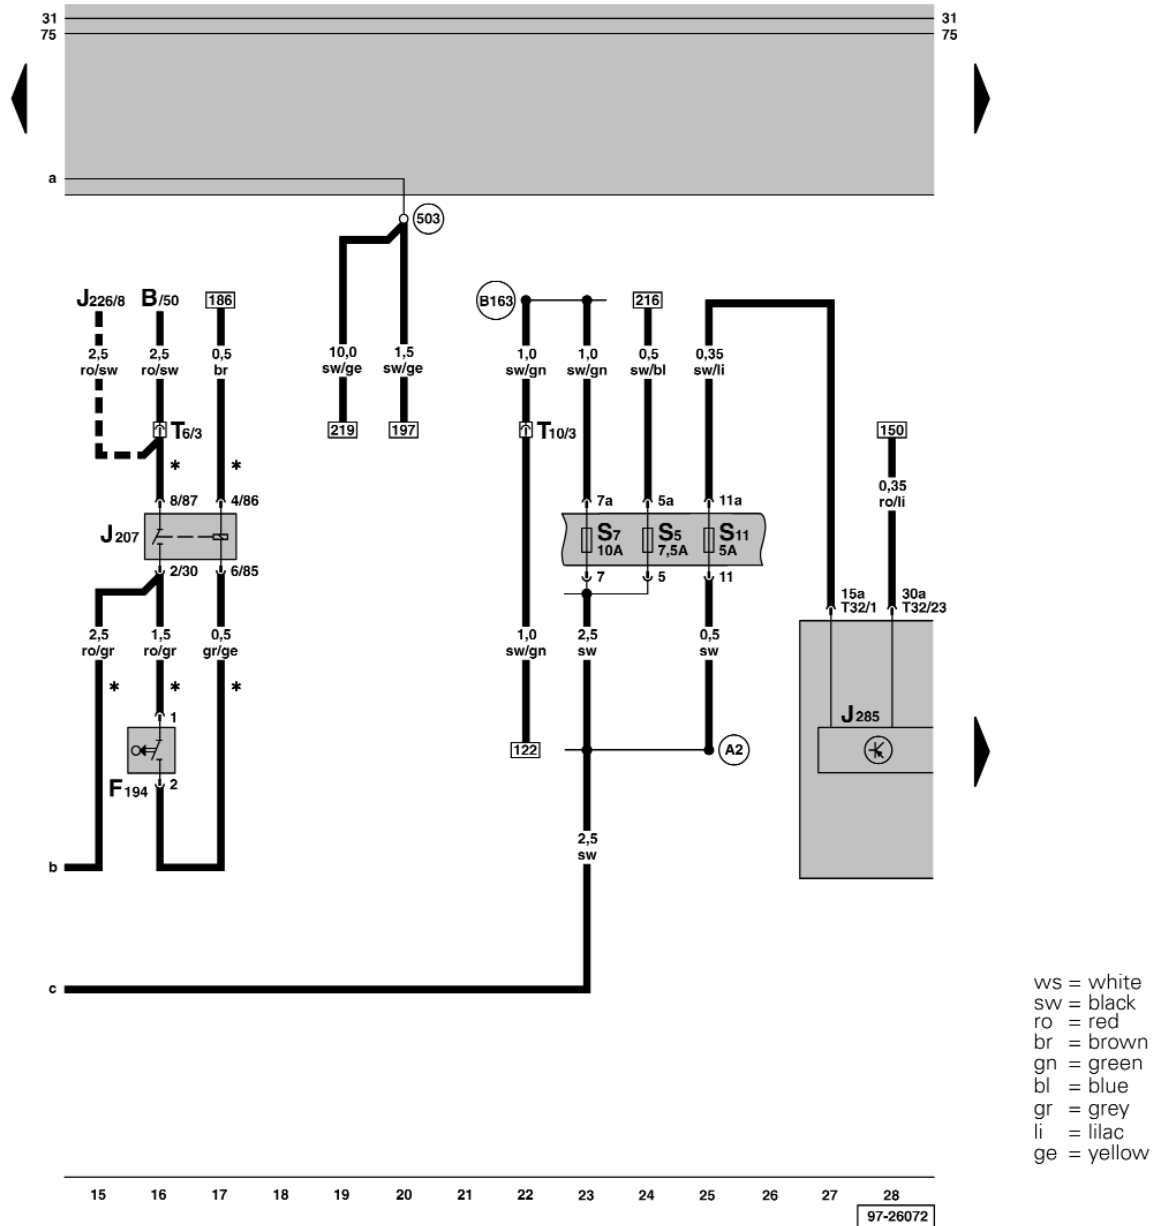 31
75
31
75
a
503
J226/8
B/50
186
B163
216
2,5
ro/sw
2,5
ro/sw
0,5
br
10,0
sw/ge
1,5
sw/ge
1,0
sw/gn
1,0
sw/gn
0,5
sw/bl
0,35
sw/li
T6/3
219
197
T10/3
150
*
*
0,35
ro/li
8/87
4/86
7a
5a
11a
J207
S7
10A
S5
7,5A
S11
5A
2/30
6/85
7
5
11
15a
T32/1
30a
T32/23
2,5
ro/gr
1,5
ro/gr
0,5
gr/ge
1,0
sw/gn
2,5
sw
0,5
sw
*
*
*
1
J285
122
A2
F194
2
2,5
sw
b
c
ws = white
sw = black
ro = red
br = brown
gn = green
bl = blue
gr = grey
li = lilac
ge = yellow
15 16 17 18 19 20 21 22 23 24 25 26 27 28
97-26072